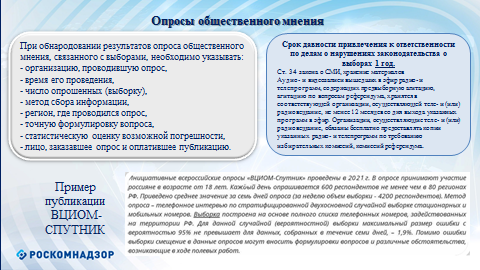 Опросы общественного мнения
При обнародовании результатов опроса общественного
мнения, связанного с выборами, необходимо указывать:
- организацию, проводившую опрос,
- время его проведения,
- число опрошенных (выборку),
- метод сбора информации,
- регион, где проводился опрос,
- точную формулировку вопроса,
- статистическую оценку возможной погрешности,
- лицо, заказавшее опрос и оплатившее публикацию.
Срок давности привлечения к ответственности
по делам о нарушениях законодательства о
выборах 1 год.
Ст. 34 закона о СМИ, хранение материалов
Аудио- и видеозаписи вышедших в эфир радио- и
телепрограмм, содержащих предвыборную агитацию,
агитацию по вопросам референдума, хранятся в
соответствующей организации, осуществляющей теле- и (или)
радиовещание, не менее 12 месяцев со дня выхода указанных
программ в эфир. Организации, осуществляющие теле- и (или)
радиовещание, обязаны бесплатно предоставлять копии
указанных радио- и телепрограмм по требованию
избирательных комиссий, комиссий референдума.
Пример
публикации
ВЦИОМ-
СПУТНИК
Инициативные всероссийские опросы «ВЦИОМ-Спутник» проведены в 2021 г. В опросе принимают участие
россияне в возрасте от 18 лет. Каждый день опрашивается 600 респондентов не менее чем в 80 регионах
РФ. Приведено среднее значение за семь дней опроса (за неделю объем выборки - 4200 респондентов). Метод
опроса – телефонное интервью по стратифицированной двухосновной случайной выборке стационарных и
мобильных номеров. Выборка построена на основе полного списка телефонных номеров, задействованных
на территории РФ. Для данной случайной (вероятностной) выборки максимальный размер ошибки с
вероятностью 95% не превышает для данных, собранных в течение семи дней, – 1,9%. Помимо ошибки
выборки смещение в данные опросов могут вносить формулировки вопросов и различные обстоятельства,
возникающие в ходе полевых работ.
РОСКОМНАДЗОР